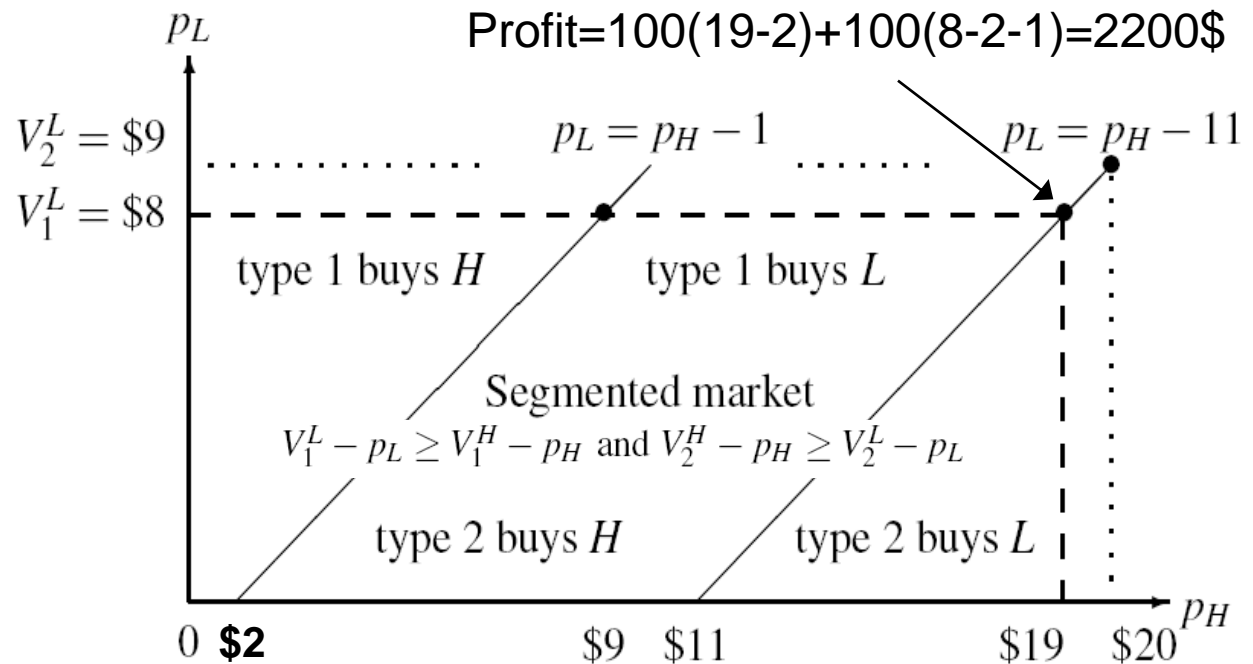 p_L
Profit=100(19-2)+100(8-2-1)=2200$
V_2^L = $9
p_L = p_H − 1
p_L = p_H − 11
V_1^L = $8
type 1 buys H
type 1 buys L
Segmented market
V_1^L − p_L ≥ V_1^H − p_H and V_2^H − p_H ≥ V_2^L − p_L
type 2 buys H
type 2 buys L
p_H
0 $2 $9 $11 $19 $20